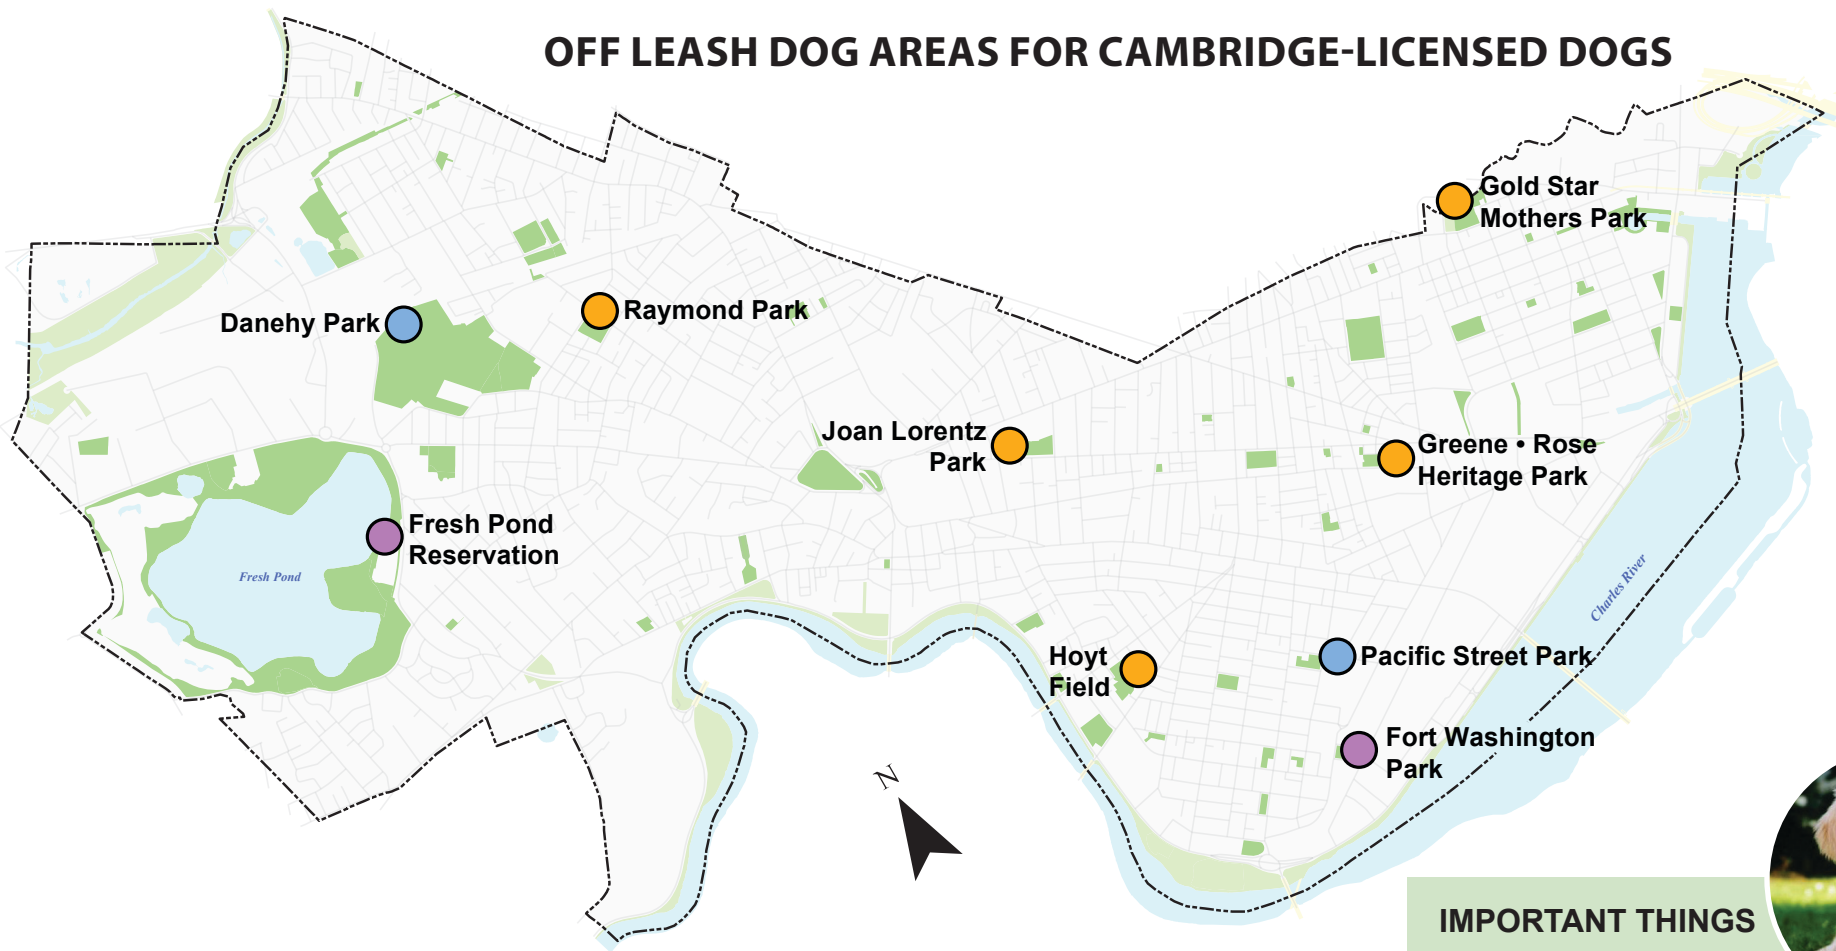 OFF LEASH DOG AREAS FOR CAMBRIDGE-LICENSED DOGS
Gold Star
Mothers Park
Danehy Park
Raymond Park
Joan Lorentz
Park
Greene • Rose
Heritage Park
Fresh Pond
Reservation
Fresh Pond
Charles River
Hoyt
Field
Pacific Street Park
Fort Washington
Park
N
IMPORTANT THINGS